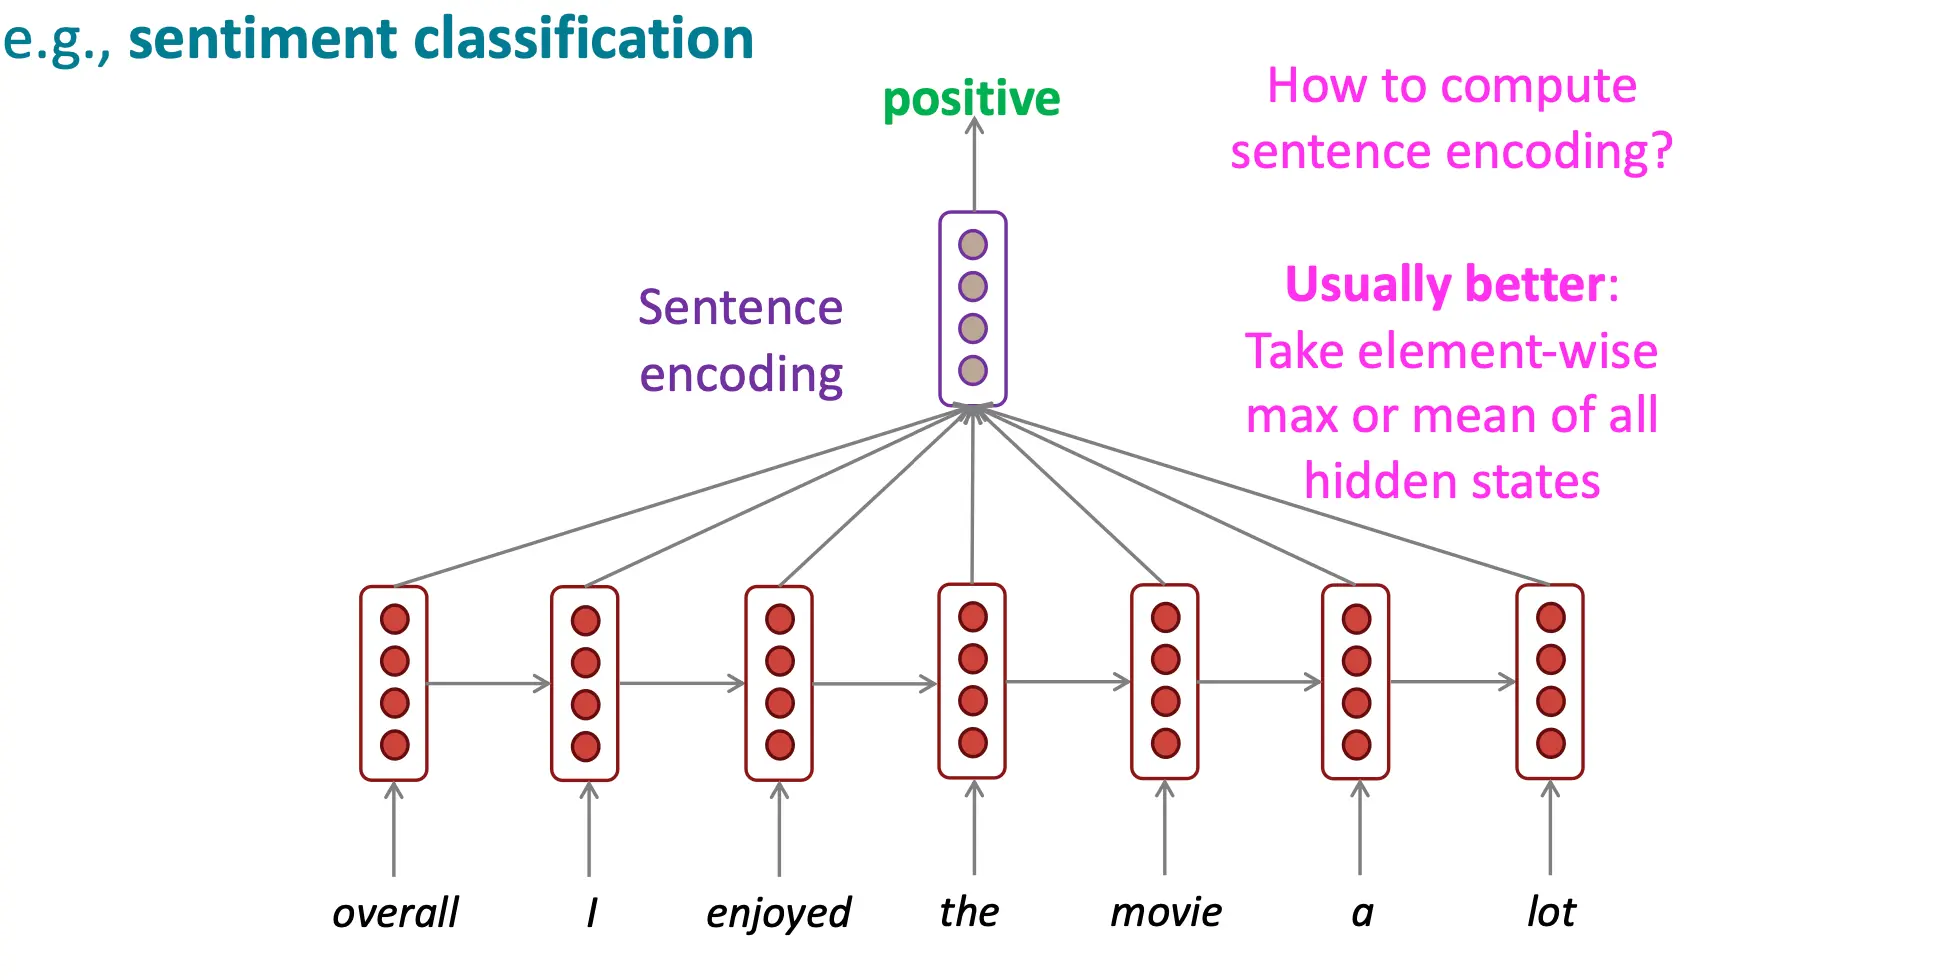 e.g., sentiment classification
positive
How to compute
sentence encoding?
Sentence
encoding
Usually better:
Take element-wise
max or mean of all
hidden states
overall I enjoyed the movie a lot